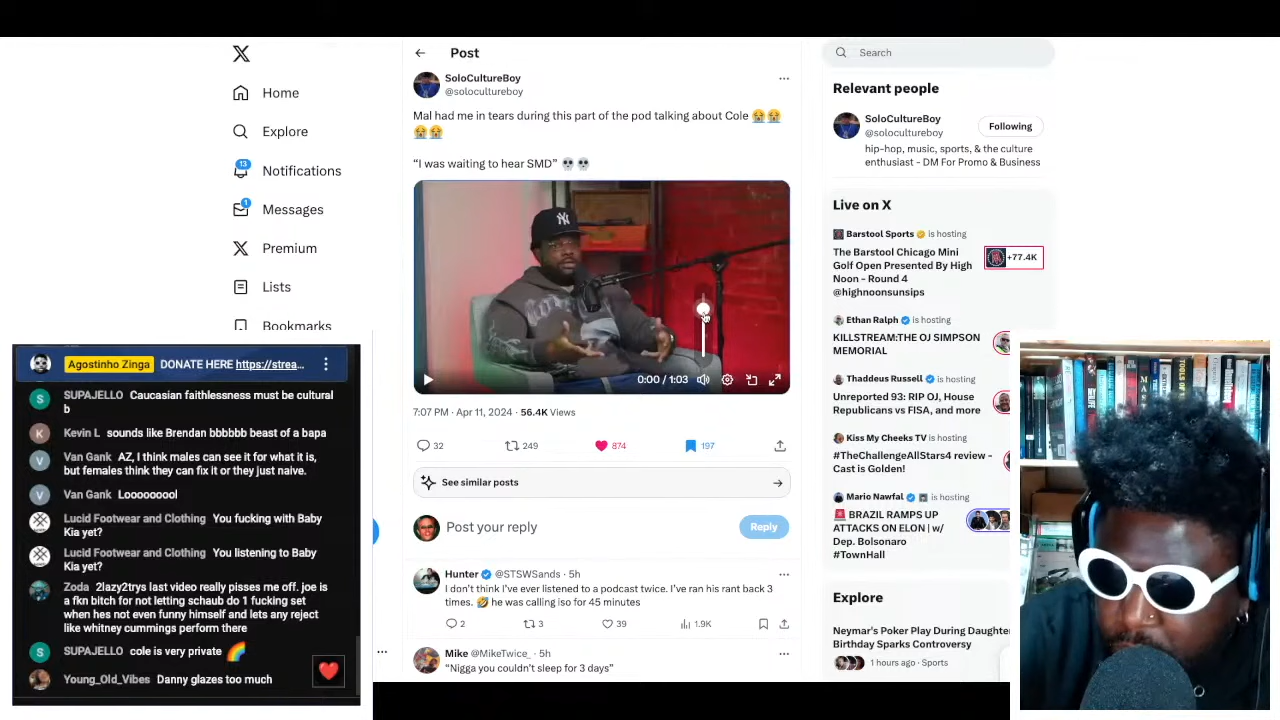 Home
Explore
13
Notifications
1
Messages
Premium
Lists
Bookmarks
Post
SoloCultureBoy
@solocultureboy
Mal had me in tears during this part of the pod talking about Cole 😭😭
😭😭
“I was waiting to hear SMD” 💀💀
0:00 / 1:03
7:07 PM · Apr 11, 2024 · 56.4K Views
32
249
874
197
See similar posts
Post your reply
Reply
Hunter @STSWSands · 5h
I don't think I've ever listened to a podcast twice. I've ran his rant back 3
times. 🤣 he was calling iso for 45 minutes
2
3
39
1.9K
Mike @MikeTwice_ · 5h
“Nigga you couldn't sleep for 3 days”
Search
Relevant people
SoloCultureBoy
@solocultureboy
Following
hip-hop, music, sports, & the culture
enthusiast - DM For Promo & Business
Live on X
Barstool Sports is hosting
The Barstool Chicago Mini
Golf Open Presented By High
Noon - Round 4
@highnoonsunsips
+77.4K
Ethan Ralph is hosting
KILLSTREAM:THE OJ SIMPSON
MEMORIAL
Thaddeus Russell is hosting
Unreported 93: RIP OJ, House
Republicans vs FISA, and more
Kiss My Cheeks TV is hosting
#TheChallengeAllStars4 review -
Cast is Golden!
Mario Nawfal is hosting
🚨 BRAZIL RAMPS UP
ATTACKS ON ELON | w/
Dep. Bolsonaro
#TownHall
Explore
Neymar's Poker Play During Daughter
Birthday Sparks Controversy
1 hours ago · Sports
Agostinho Zinga DONATE HERE https://strea...
SUPAJELLO Caucasian faithlessness must be cultural
b
Kevin L sounds like Brendan bbbbbb beast of a bapa
Van Gank AZ, I think males can see it for what it is,
but females think they can fix it or they just naive.
Van Gank Looooooool
Lucid Footwear and Clothing You fucking with Baby
Kia yet?
Lucid Footwear and Clothing You listening to Baby
Kia yet?
Zoda 2lazy2trys last video really pisses me off. joe is
a fkn bitch for not letting schaub do 1 fucking set
when hes not even funny himself and lets any reject
like whitney cummings perform there
SUPAJELLO cole is very private 🌈
Young_Old_Vibes Danny glazes too much